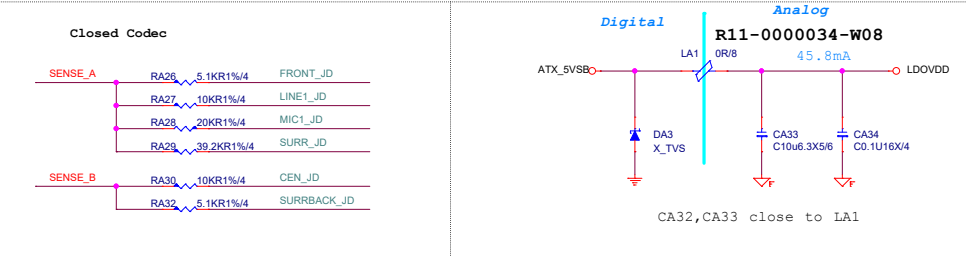 Closed Codec
SENSE_A
RA26 5.1KR1%/4 FRONT_JD
RA27 10KR1%/4 LINE1_JD
RA28 20KR1%/4 MIC1_JD
RA29 39.2KR1%/4 SURR_JD
SENSE_B
RA30 10KR1%/4 CEN_JD
RA32 5.1KR1%/4 SURRBACK_JD
Digital
Analog
R11-0000034-W08
LA1 0R/8
45.8mA
ATX_5VSB
LDOVDD
DA3
X_TVS
CA33
C10u6.3X5/6
CA34
C0.1U16X/4
F
F
CA32,CA33 close to LA1